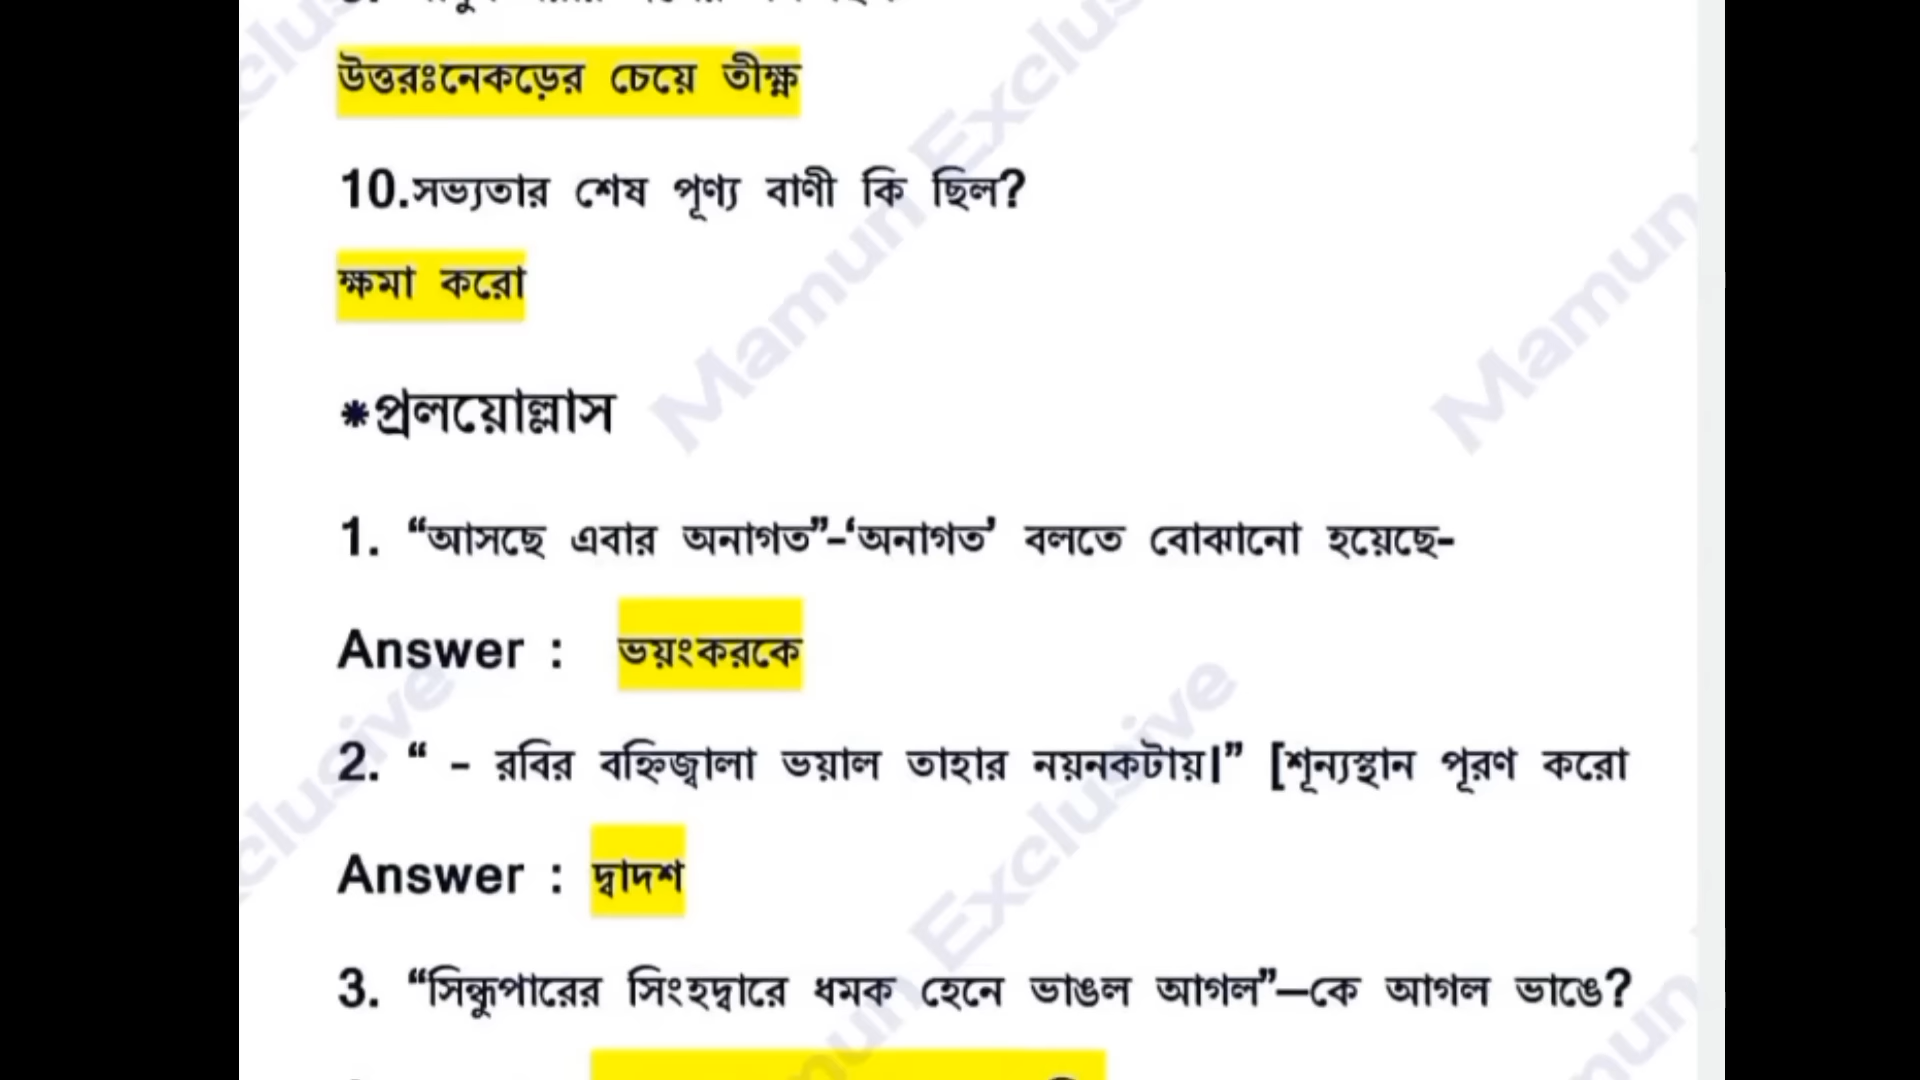 উত্তরঃনেকড়ের চেয়ে তীক্ষ্ণ
10.সভ্যতার শেষ পূণ্য বাণী কি ছিল?
ক্ষমা করো
*প্রলয়োল্লাস
1. “আসছে এবার অনাগত”-‘অনাগত’ বলতে বোঝানো হয়েছে-
Answer : ভয়ংকরকে
2. “ – রবির বহ্নিজ্বালা ভয়াল তাহার নয়নকটায়।” [শূন্যস্থান পূরণ করো
Answer : দ্বাদশ
3. “সিন্ধুপারের সিংহদ্বারে ধমক হেনে ভাঙল আগল”—কে আগল ভাঙে?
Mamun Exclusive